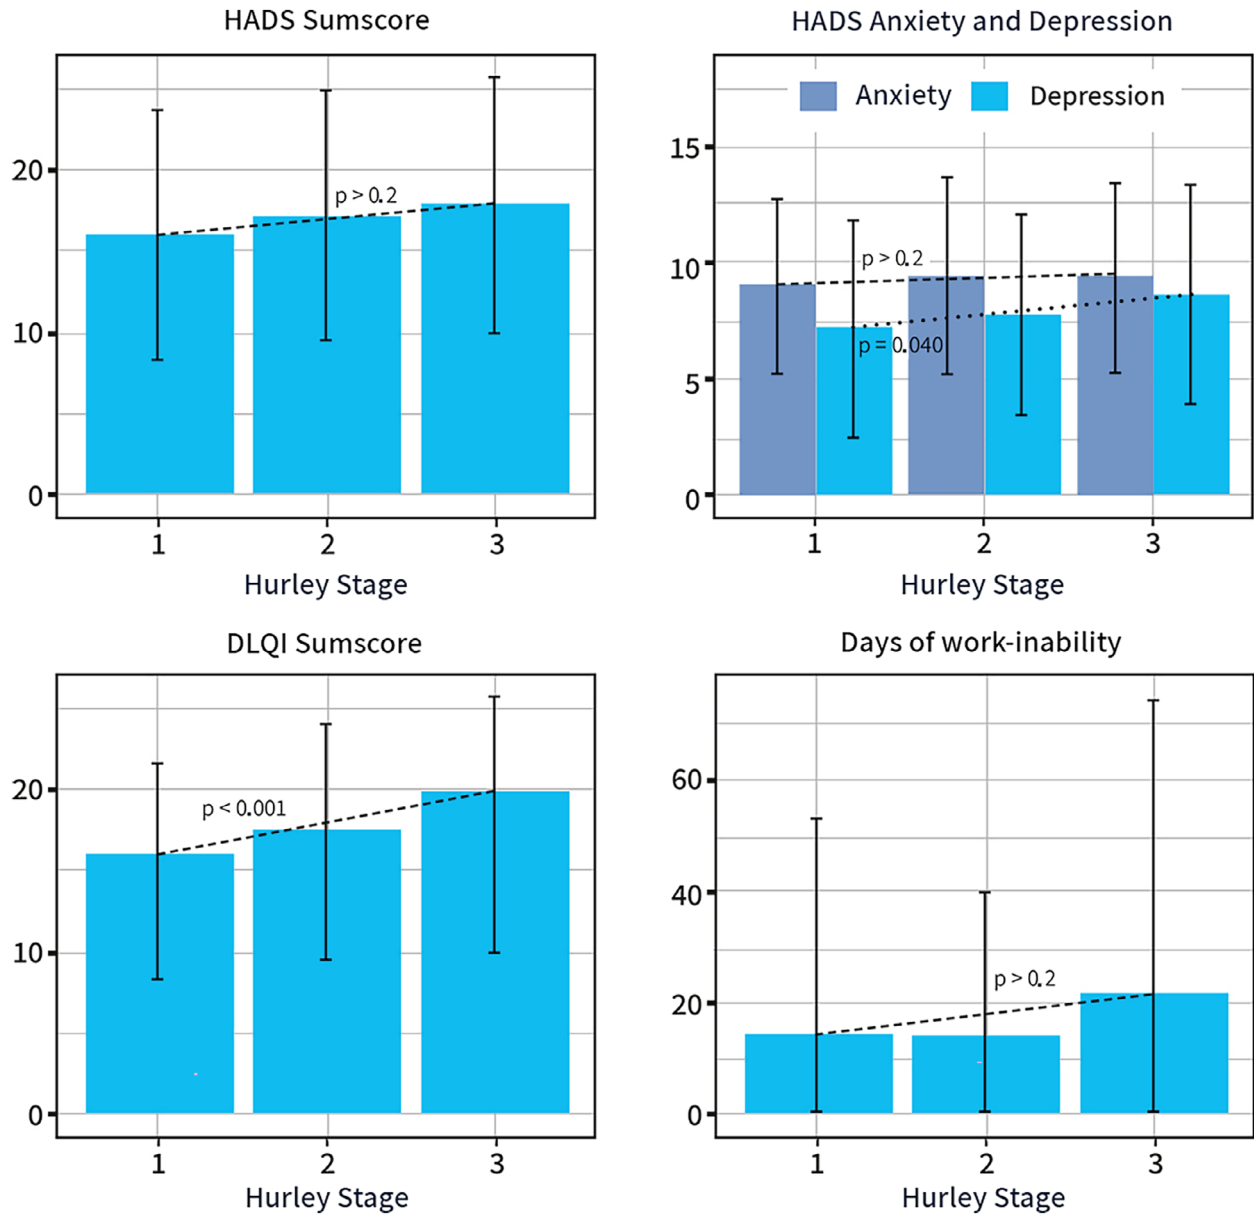 HADS Sumscore
20
10
0
p > 0.2
1 2 3
Hurley Stage
HADS Anxiety and Depression
Anxiety Depression
15
10
5
0
p > 0.2
p = 0.040
1 2 3
Hurley Stage
DLQI Sumscore
20
10
0
p < 0.001
1 2 3
Hurley Stage
Days of work-inability
60
40
20
0
p > 0.2
1 2 3
Hurley Stage